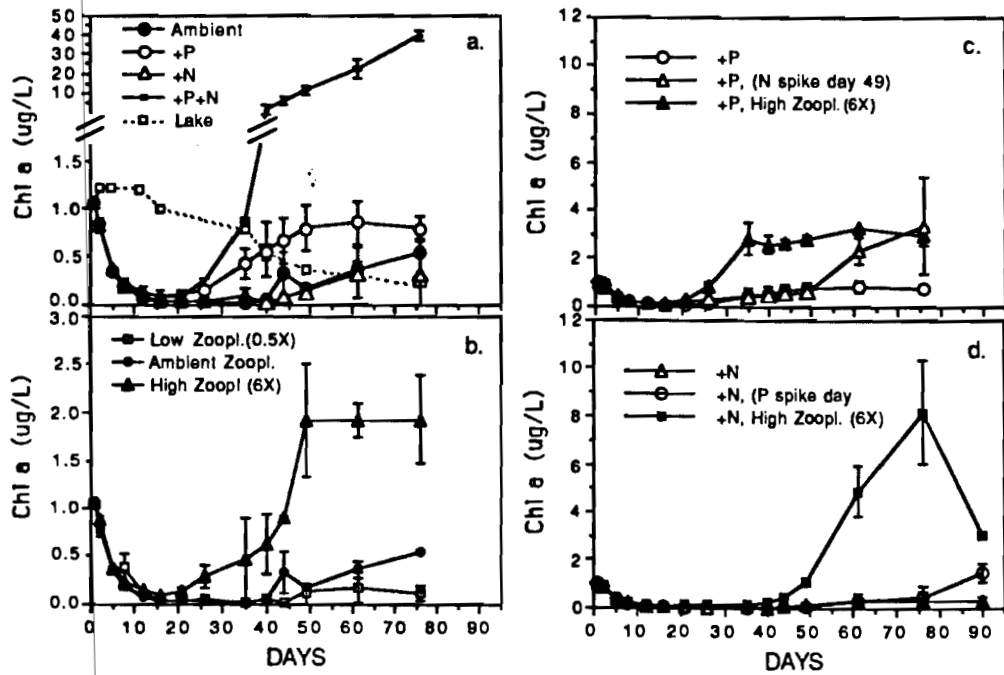 a.
50
40
30
20
10
1.5
1.0
0.5
0.0
Chl a (ug/L)
Ambient
+P
+N
+P+N
Lake
b.
3.0
2.5
2.0
1.5
1.0
0.5
0.0
Chl a (ug/L)
Low Zoopl.(0.5X)
Ambient Zoopl.
High Zoopl (6X)
0 10 20 30 40 50 60 70 80 90
DAYS
c.
12
10
8
6
4
2
0
Chl a (ug/L)
+P
+P, (N spike day 49)
+P, High Zoopl.(6X)
d.
12
10
8
6
4
2
0
Chl a (ug/L)
+N
+N, (P spike day
+N, High Zoopl. (6X)
0 10 20 30 40 50 60 70 80 90
DAYS